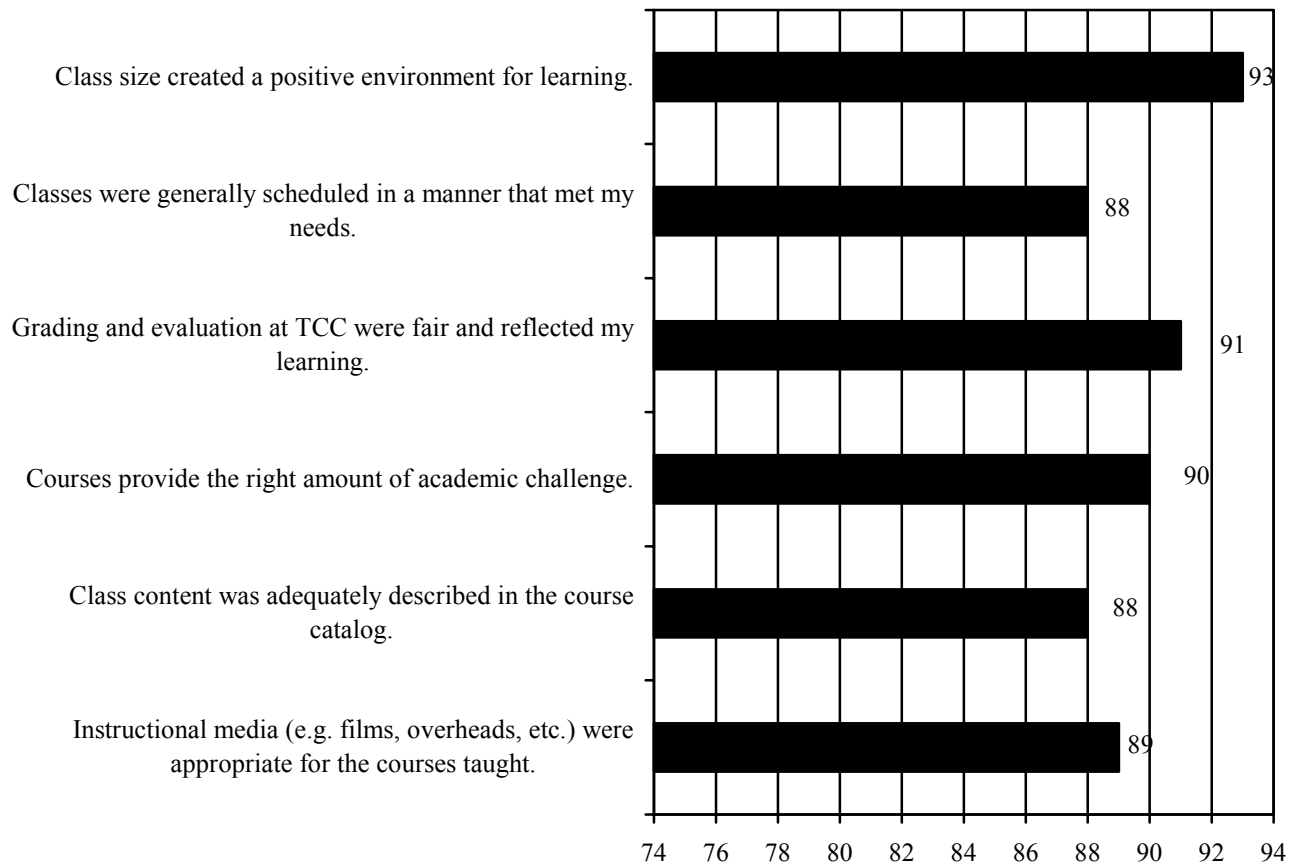 Class size created a positive environment for learning.
93
Classes were generally scheduled in a manner that met my
needs.
88
Grading and evaluation at TCC were fair and reflected my
learning.
91
Courses provide the right amount of academic challenge.
90
Class content was adequately described in the course
catalog.
88
Instructional media (e.g. films, overheads, etc.) were
appropriate for the courses taught.
89
74 76 78 80 82 84 86 88 90 92 94